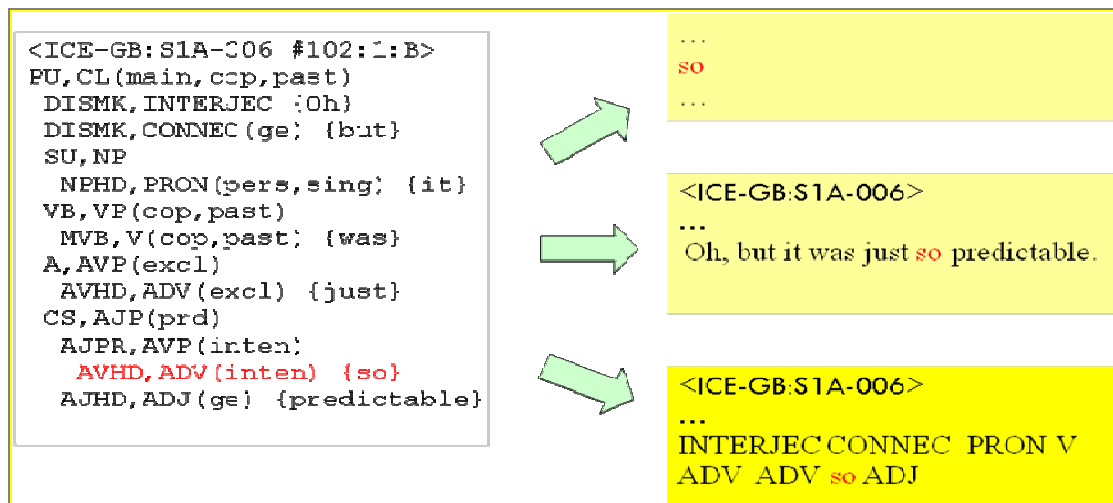 <ICE-GB:S1A-006 #102:1:B>
PU,CL(main,cop,past)
DISMK,INTERJEC {Oh}
DISMK,CONNEC(ge) {but}
SU,NP
NPHD,PRON(pers,sing) {it}
VB,VP(cop,past)
MVB,V(cop,past) {was}
A,AVP(excl)
AVHD,ADV(excl) {just}
CS,AJP(prd)
AJPR,AVP(inten)
AVHD,ADV(inten) {so}
AJHD,ADJ(ge) {predictable}
...
so
...
<ICE-GB:S1A-006>
...
Oh, but it was just so predictable.
<ICE-GB:S1A-006>
...
INTERJEC CONNEC PRON V
ADV ADV so ADJ